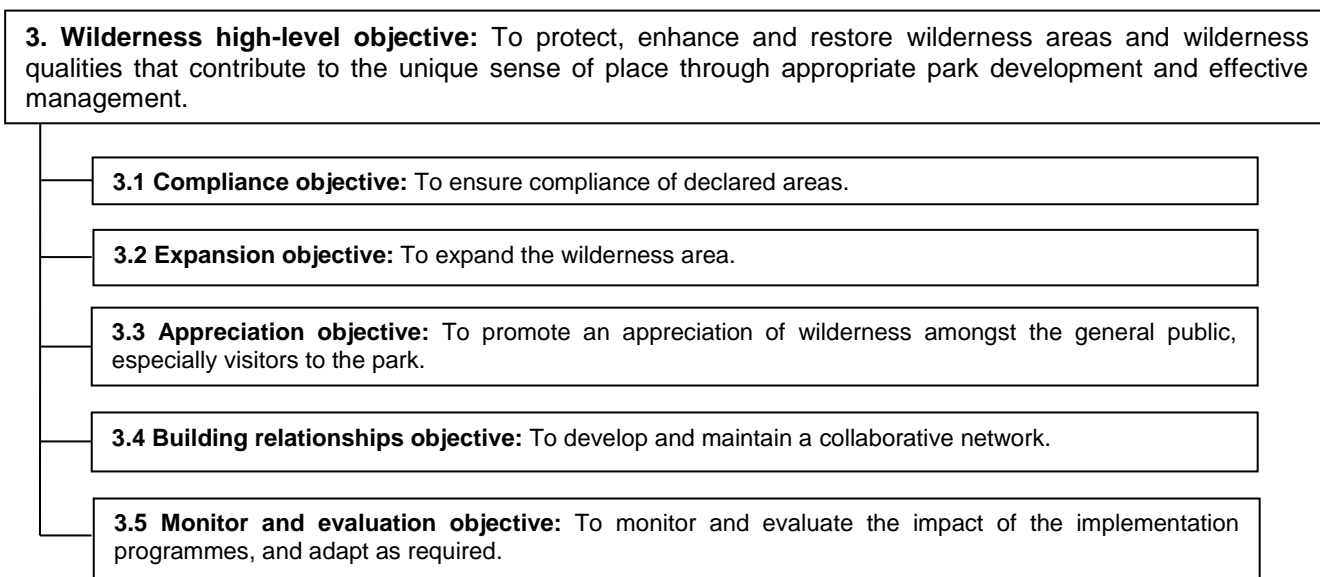 3. Wilderness high-level objective: To protect, enhance and restore wilderness areas and wilderness
qualities that contribute to the unique sense of place through appropriate park development and effective
management.
3.1 Compliance objective: To ensure compliance of declared areas.
3.2 Expansion objective: To expand the wilderness area.
3.3 Appreciation objective: To promote an appreciation of wilderness amongst the general public,
especially visitors to the park.
3.4 Building relationships objective: To develop and maintain a collaborative network.
3.5 Monitor and evaluation objective: To monitor and evaluate the impact of the implementation
programmes, and adapt as required.